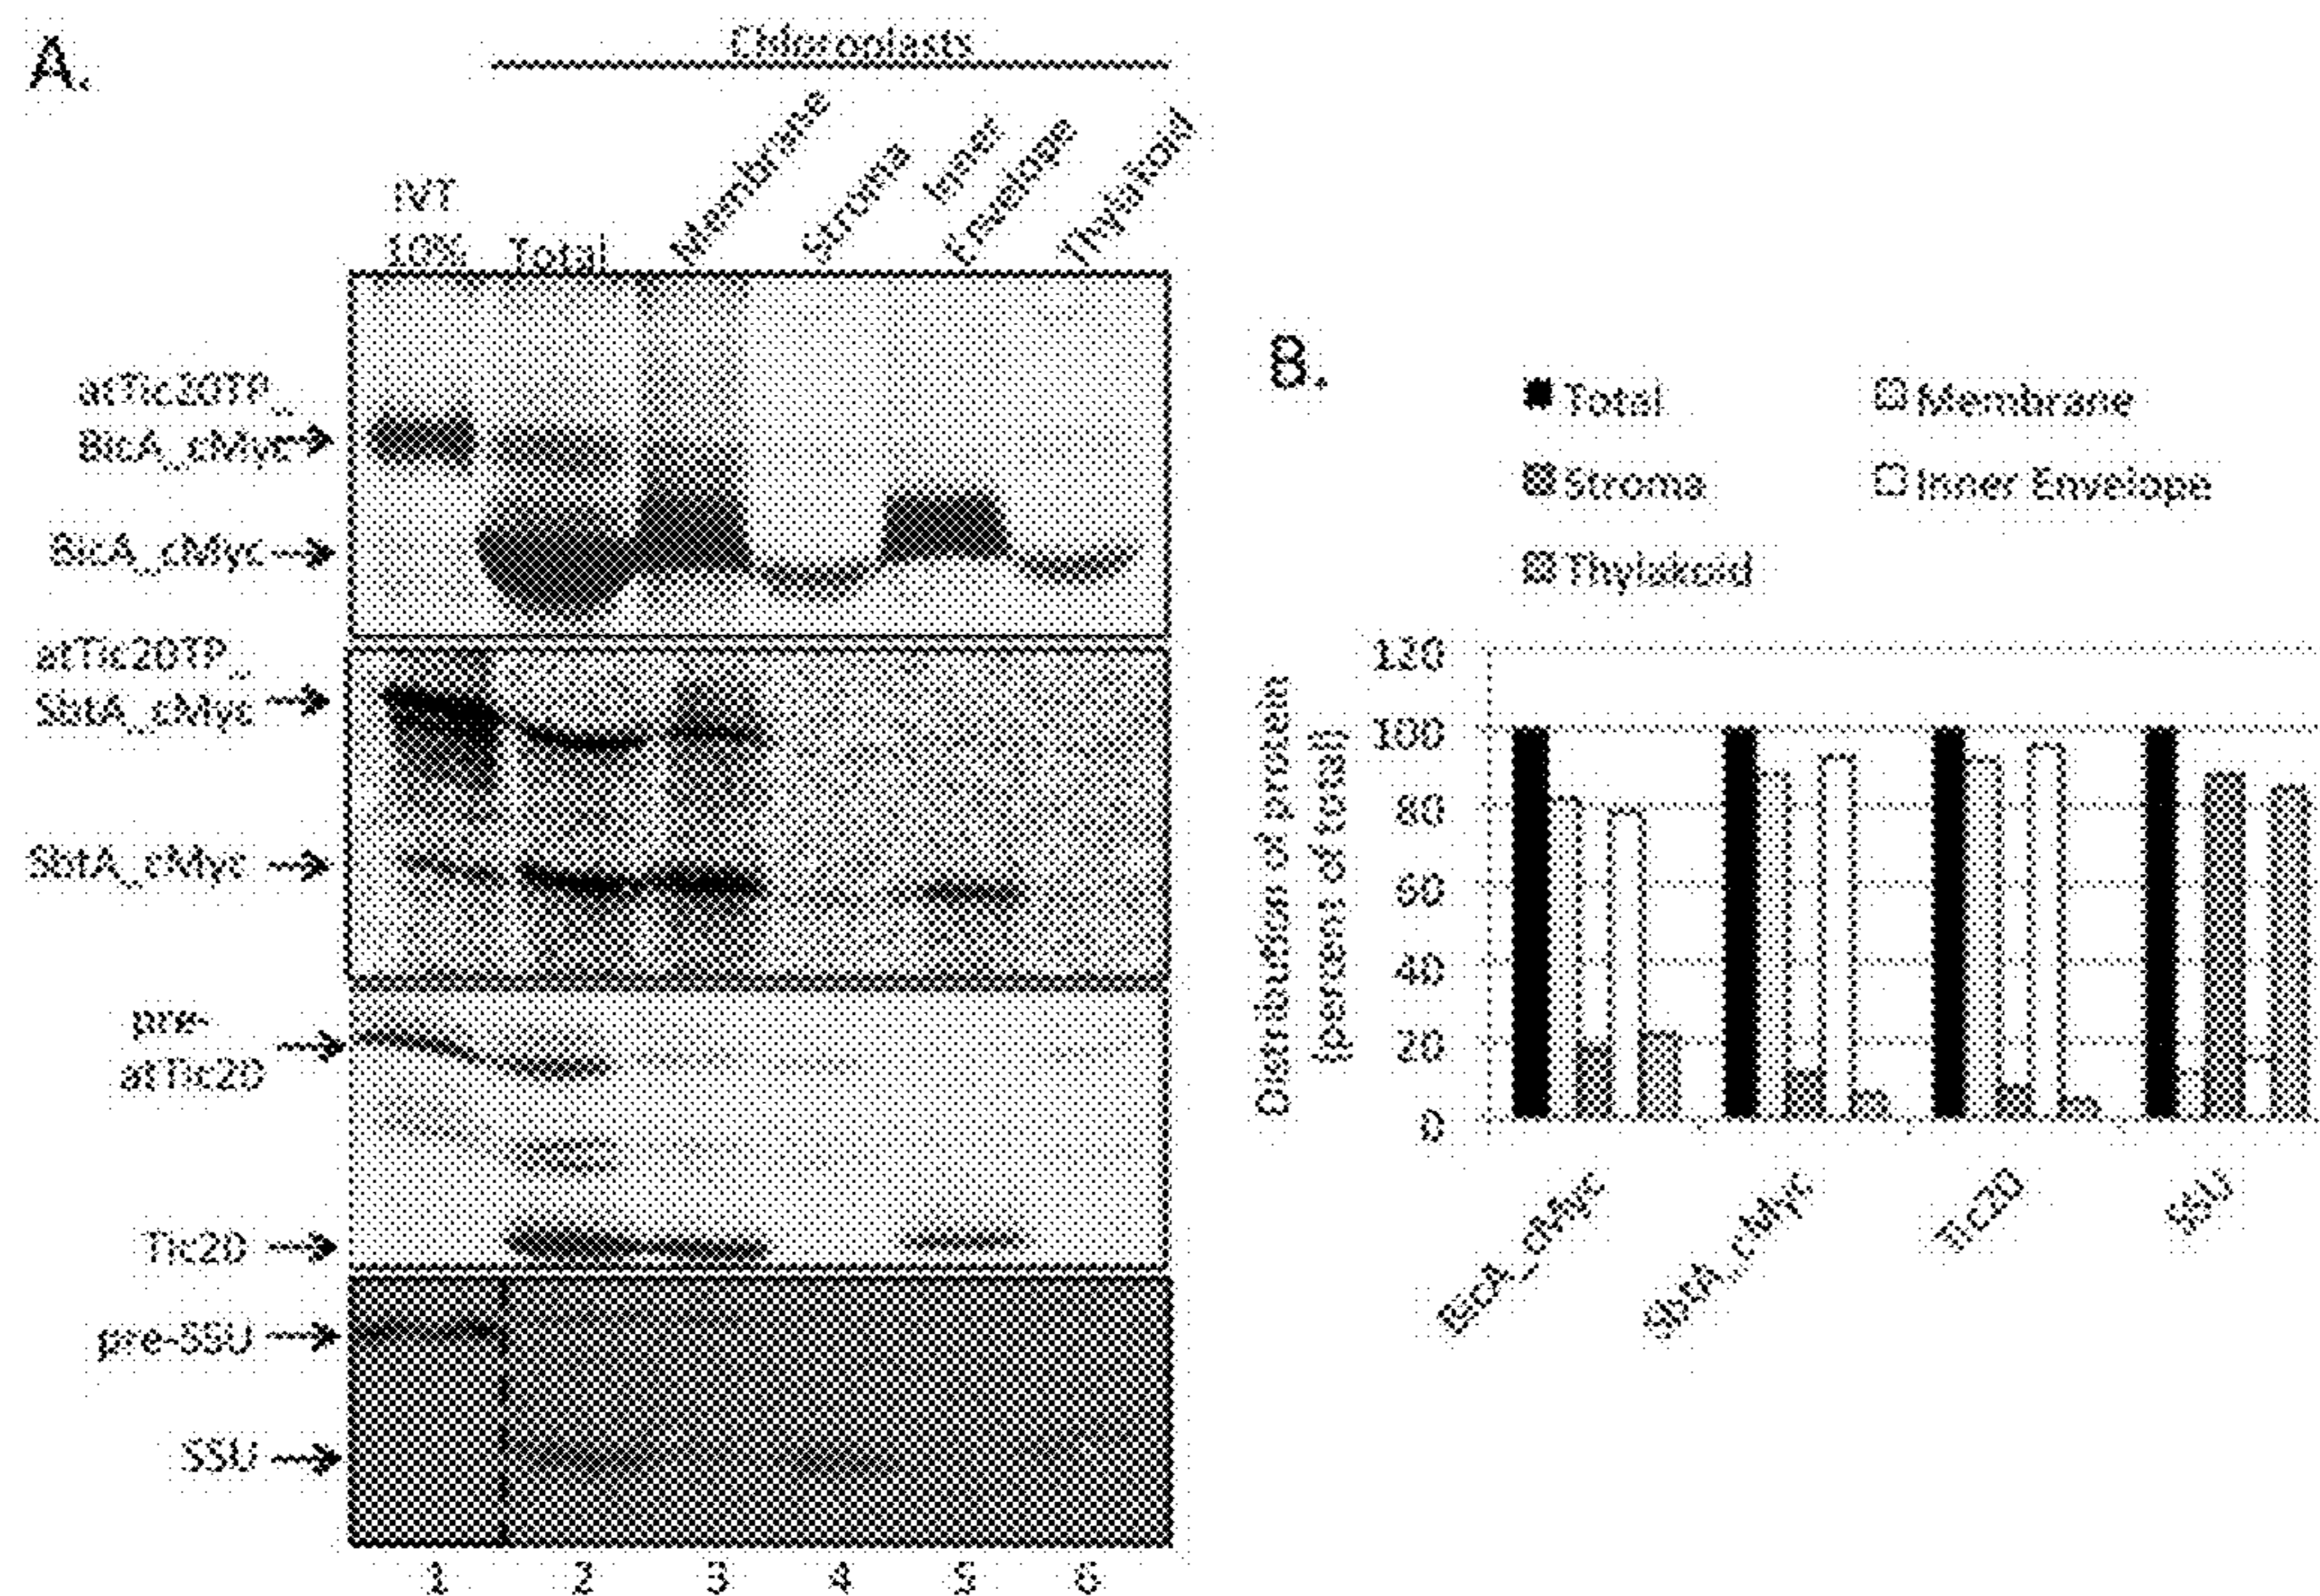 A.
Chloroplasts
IVT
10%
Total
Membrane
Stroma
Inner
Envelope
Thylakoid
atTic20TP_
BicA_cMyc
BicA_cMyc
atTic20TP_
SbtA_cMyc
SbtA_cMyc
pre-
atTic20
Tic20
pre-SSU
SSU
1 2 3 4 5 6
B.
Total
Membrane
Stroma
Inner Envelope
Thylakoid
Distribution of protein
(percent of total)
120
100
80
60
40
20
0
BicA_cMyc
SbtA_cMyc
Tic20
SSU